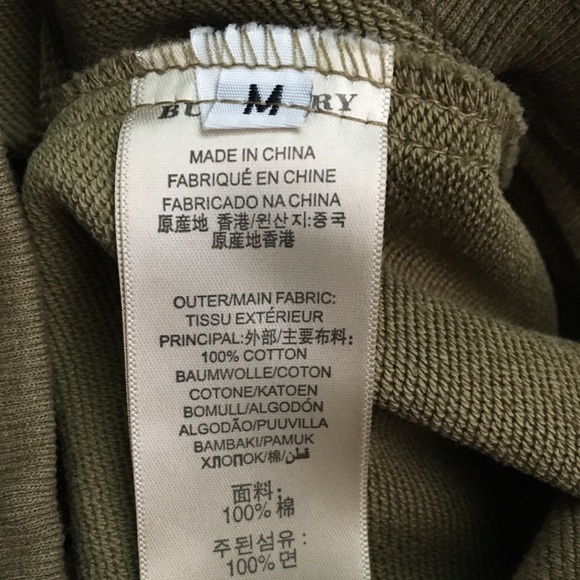 M
MADE IN CHINA
FABRIQUÉ EN CHINE
FABRICADO NA CHINA
原産地 香港/원산지:중국
原産地香港
OUTER/MAIN FABRIC:
TISSU EXTÉRIEUR
PRINCIPAL:外部/主要布料:
100% COTTON
BAUMWOLLE/COTON
COTONE/KATOEN
BOMULL/ALGODÓN
ALGODÃO/PUUVILLA
BAMBAKI/PAMUK
ХЛОПОК/棉/قطن
面料:
100% 棉
주된섬유:
100% 면